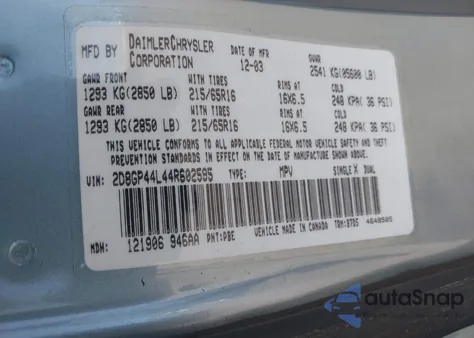 MFD BY DAIMLERCHRYSLER CORPORATION DATE OF MFR 12-03 GVWR 2541 KG(05600 LB)
GAWR FRONT WITH TIRES RIMS AT COLD
1293 KG(2850 LB) 215/65R16 16X6.5 248 KPA( 36 PSI)
GAWR REAR WITH TIRES RIMS AT COLD
1293 KG(2850 LB) 215/65R16 16X6.5 248 KPA( 36 PSI)
THIS VEHICLE CONFORMS TO ALL APPLICABLE FEDERAL MOTOR VEHICLE SAFETY, BUMPER, AND
THEFT PREVENTION STANDARDS IN EFFECT ON THE DATE OF MANUFACTURE SHOWN ABOVE.
VIN: 2D8GP44L44R602595 TYPE: MPV SINGLE X DUAL
MDH: 121906 946AA PNT:PBE VEHICLE MADE IN CANADA TRM:
autoSnap